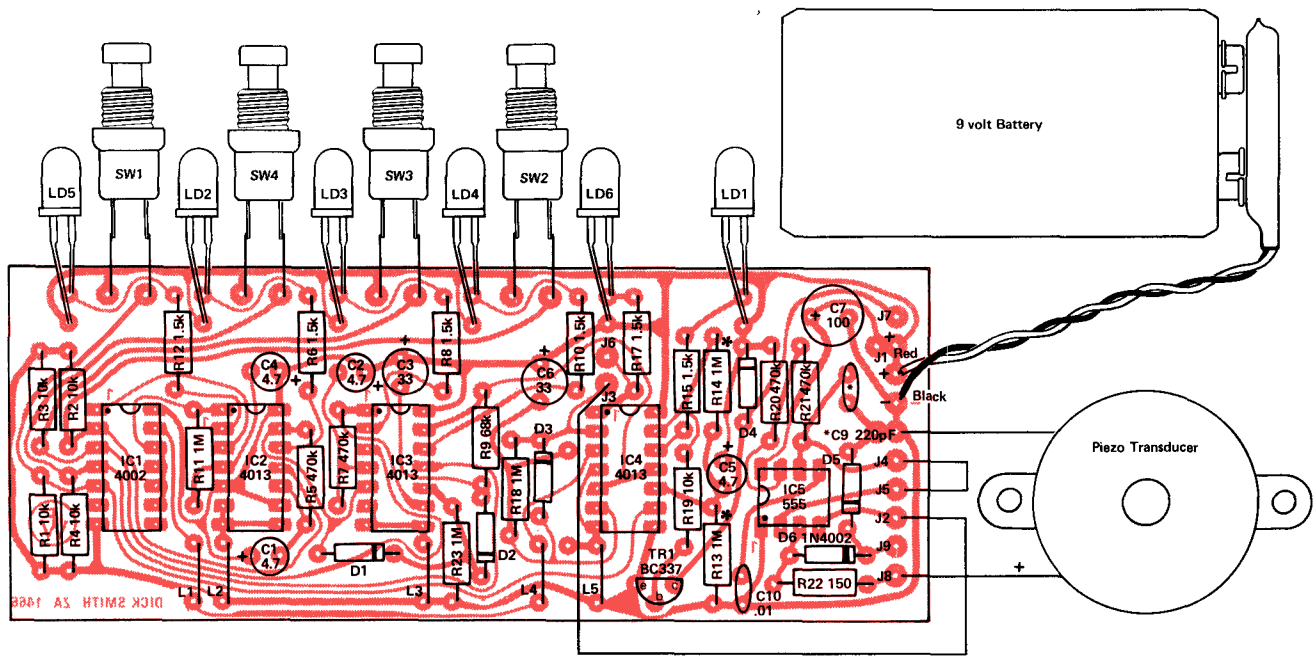 9 volt Battery
SW1
SW4
SW3
SW2
LD5
LD2
LD3
LD4
LD6
LD1
R12 1.5k
R6 1.5k
R8 1.5k
R10 1.5k
R17 1.5k
J6
J3
R15 1.5k
R14 1M
*
C7
100
+
J7
+
J1 Red
+
−
Black
C4
4.7
+
C2
4.7
+
C3
33
+
C6
33
+
R3 10k
R2 10k
R11 1M
R5 470k
R7 470k
R9 68k
R18 1M
D3
D4
R20 470k
R21 470k
*C9 220pF
IC1
4002
IC2
4013
IC3
4013
IC4
4013
C5
4.7
+
D5
IC5
555
J4
J5
J2
J9
J8
R1 10k
R4 10k
C1
4.7
+
D1
R23 1M
D2
R19 10k
R13 1M
*
TR1
BC337
e
b
c
D6 1N4002
R22 150
C10
.01
L1
L2
L3
L4
L5
DICK SMITH ZA 1466
Piezo Transducer
+